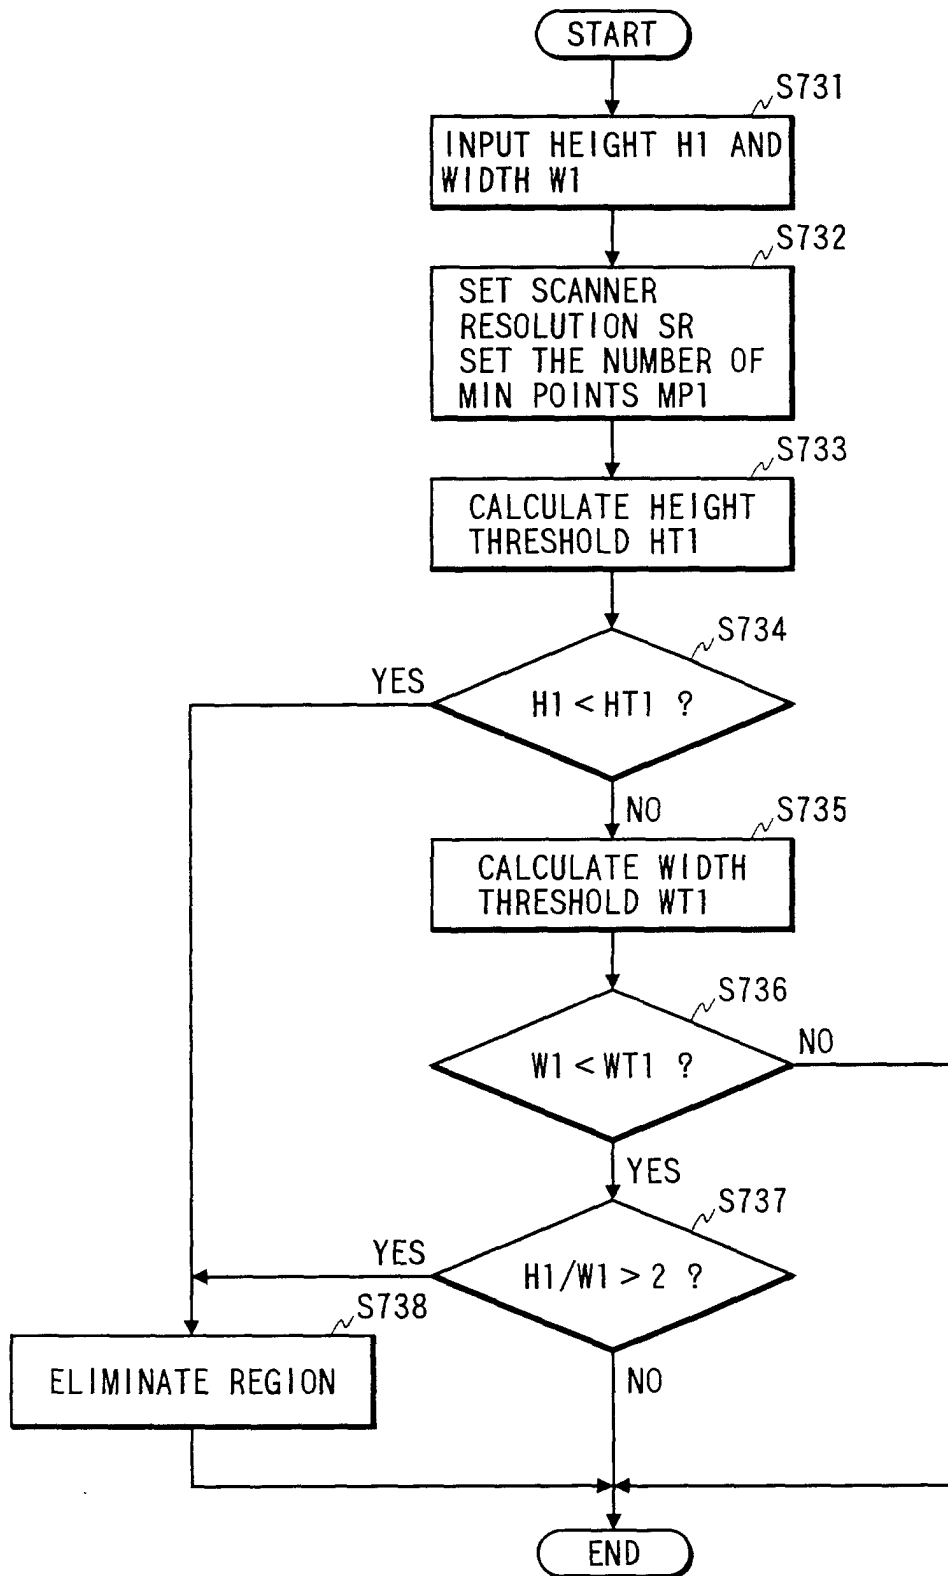 START
S731
INPUT HEIGHT H1 AND
WIDTH W1
S732
SET SCANNER
RESOLUTION SR
SET THE NUMBER OF
MIN POINTS MP1
S733
CALCULATE HEIGHT
THRESHOLD HT1
S734
YES
H1 < HT1 ?
NO
S735
CALCULATE WIDTH
THRESHOLD WT1
S736
NO
W1 < WT1 ?
YES
S737
YES
H1/W1 > 2 ?
S738
NO
ELIMINATE REGION
END